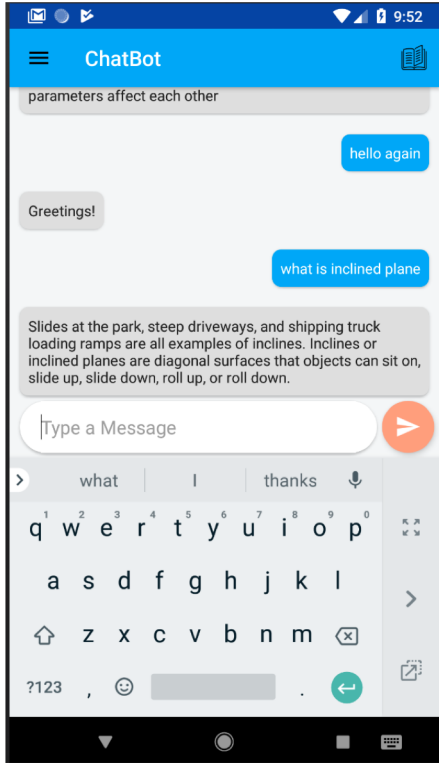 9:52
ChatBot
parameters affect each other
hello again
Greetings!
what is inclined plane
Slides at the park, steep driveways, and shipping truck
loading ramps are all examples of inclines. Inclines or
inclined planes are diagonal surfaces that objects can sit on,
slide up, slide down, roll up, or roll down.
Type a Message
what I thanks
1 2 3 4 5 6 7 8 9 0
q w e r t y u i o p
a s d f g h j k l
z x c v b n m
?123 , .